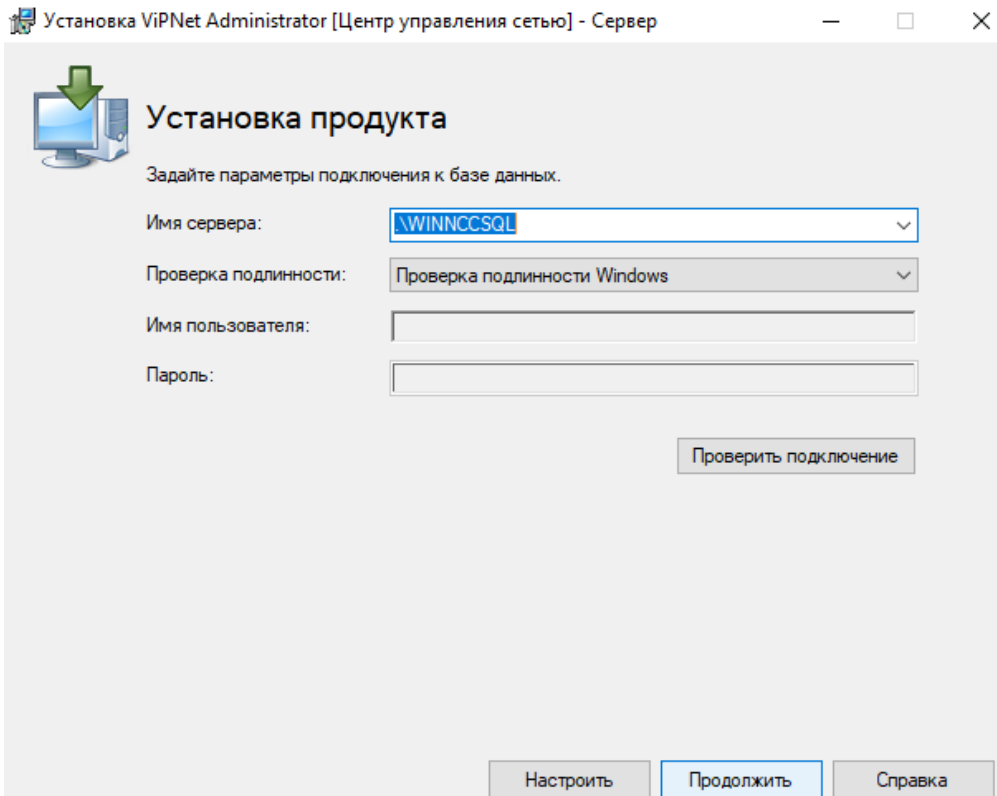 Установка ViPNet Administrator [Центр управления сетью] - Сервер
Установка продукта
Задайте параметры подключения к базе данных.
Имя сервера: .\WINNCCSQL
Проверка подлинности: Проверка подлинности Windows
Имя пользователя:
Пароль:
Проверить подключение
Настроить Продолжить Справка